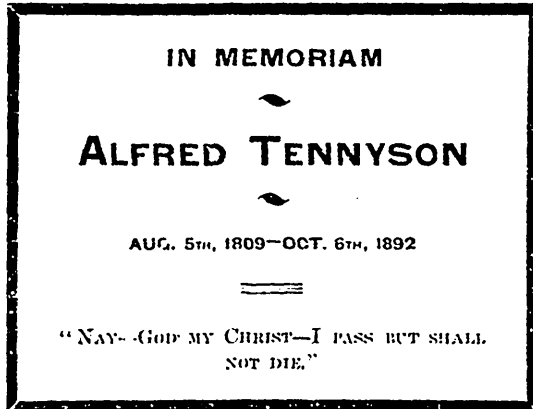 IN MEMORIAM
ALFRED TENNYSON
AUG. 5TH, 1809—OCT. 6TH, 1892
"NAY--GOD MY CHRIST—I PASS BUT SHALL
NOT DIE."